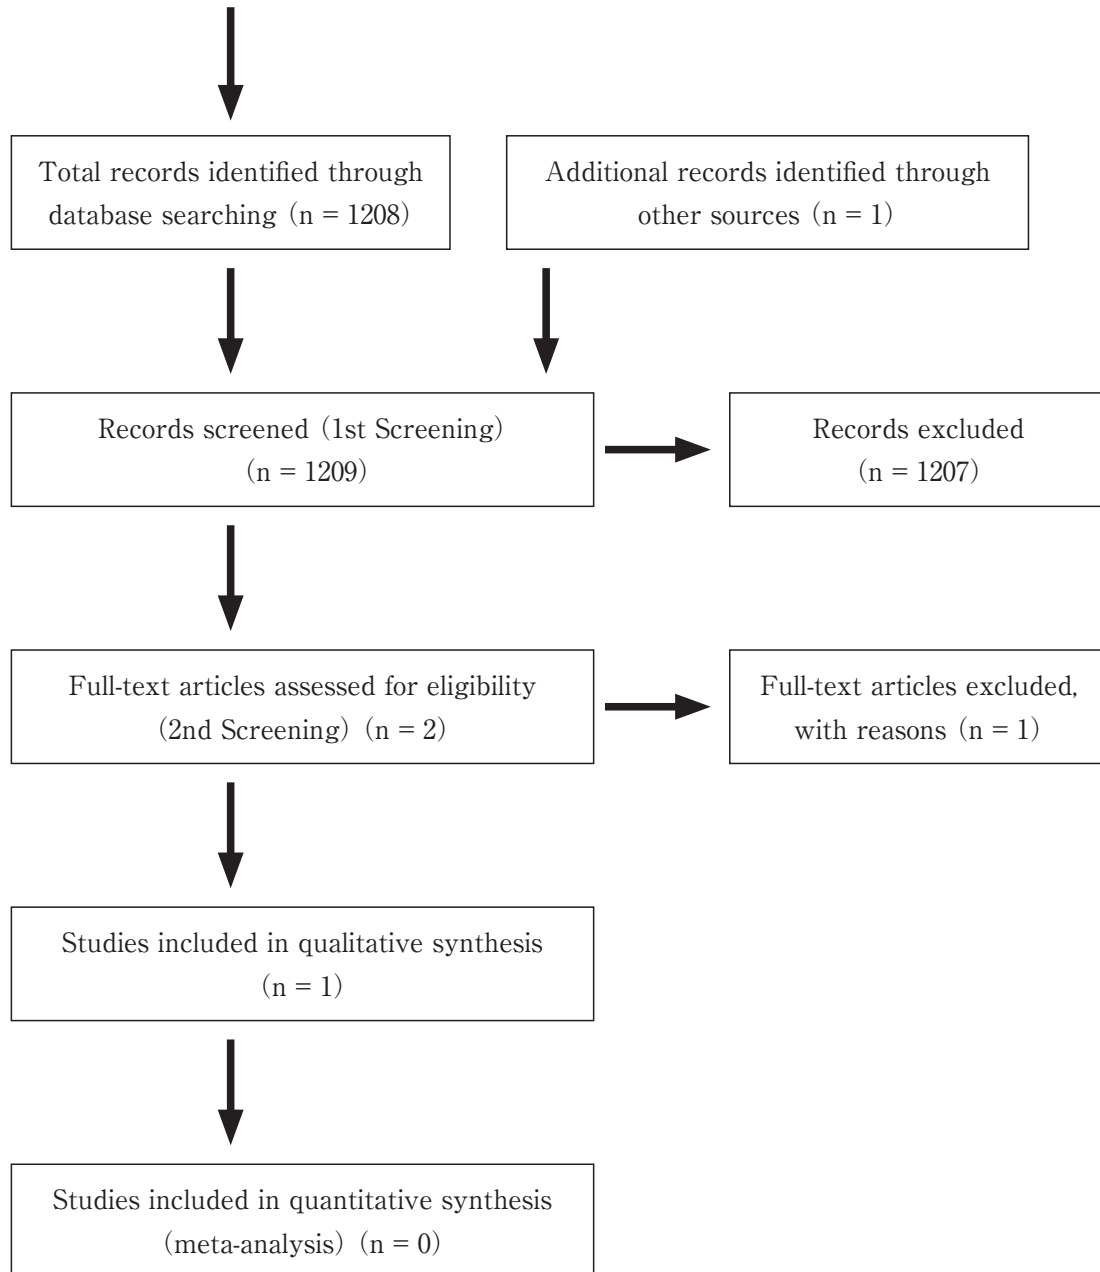 Total records identified through
database searching (n = 1208)
Additional records identified through
other sources (n = 1)
Records screened (1st Screening)
(n = 1209)
Records excluded
(n = 1207)
Full-text articles assessed for eligibility
(2nd Screening) (n = 2)
Full-text articles excluded,
with reasons (n = 1)
Studies included in qualitative synthesis
(n = 1)
Studies included in quantitative synthesis
(meta-analysis) (n = 0)